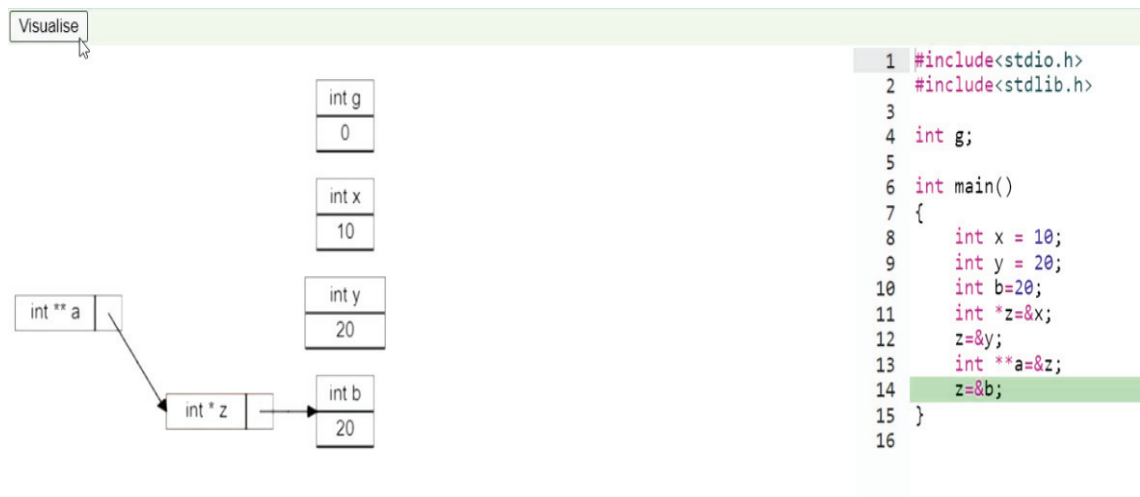 Visualise
int g
0
int x
10
int y
20
int ** a
int * z
int b
20
1 #include<stdio.h>
2 #include<stdlib.h>
3
4 int g;
5
6 int main()
7 {
8 int x = 10;
9 int y = 20;
10 int b=20;
11 int *z=&x;
12 z=&y;
13 int **a=&z;
14 z=&b;
15 }
16